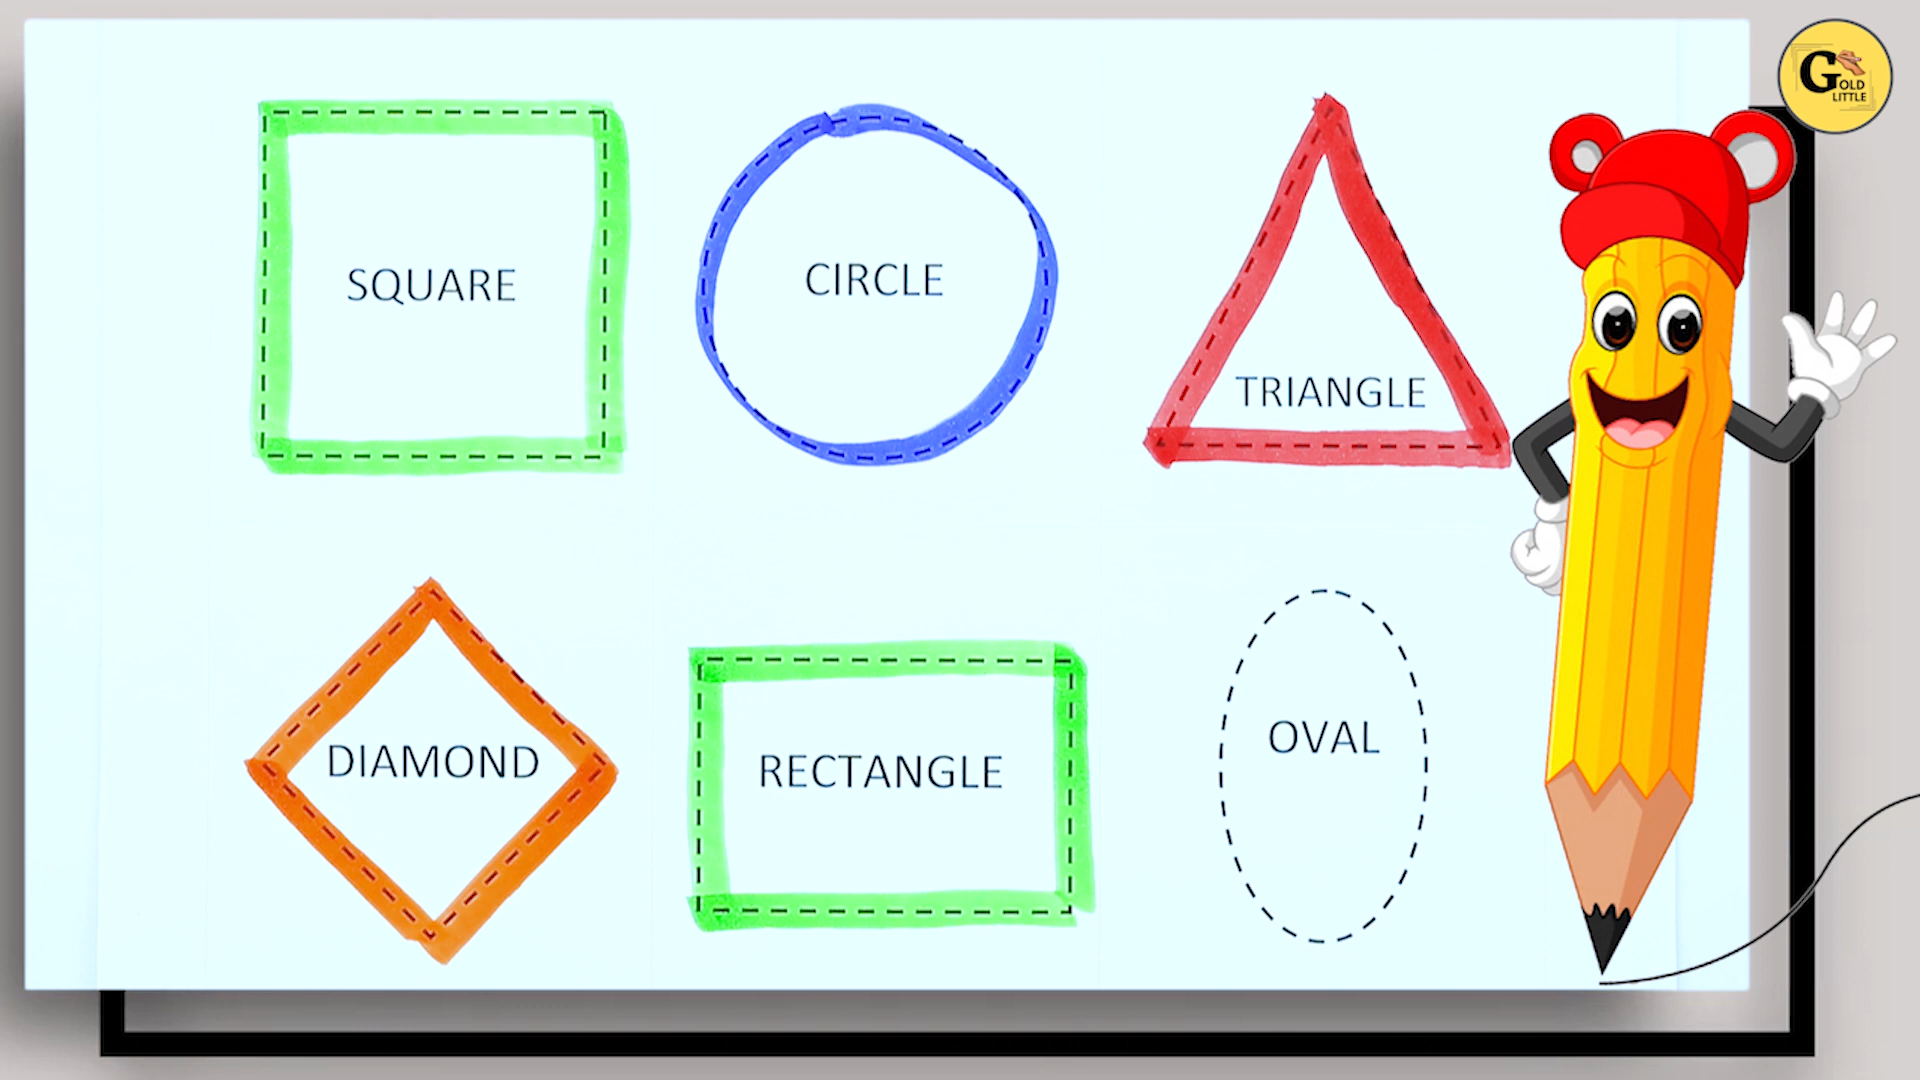 GOLD
LITTLE
SQUARE
CIRCLE
TRIANGLE
DIAMOND
RECTANGLE
OVAL